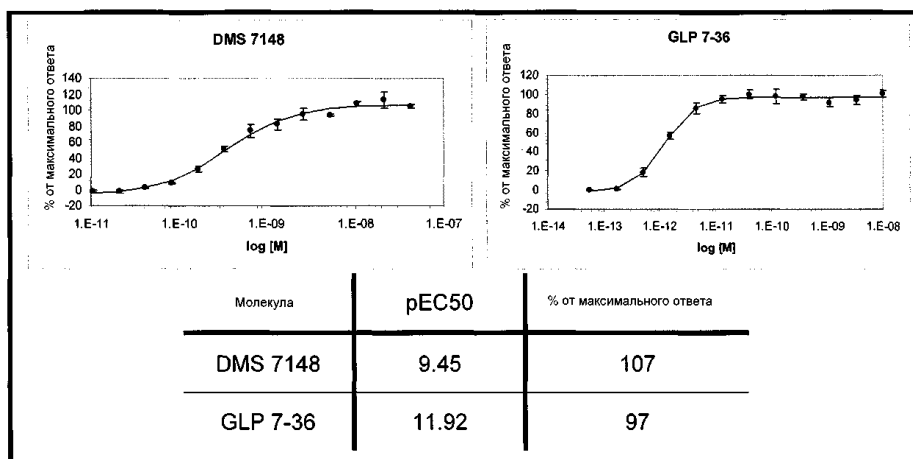 DMS 7148
% от максимального ответа
140
120
100
80
60
40
20
0
-20
1.E-11 1.E-10 1.E-09 1.E-08 1.E-07
log [M]
GLP 7-36
% от максимального ответа
120
100
80
60
40
20
0
-20
1.E-14 1.E-13 1.E-12 1.E-11 1.E-10 1.E-09 1.E-08
log [M]
Молекула pEC50 % от максимального ответа
DMS 7148 9.45 107
GLP 7-36 11.92 97